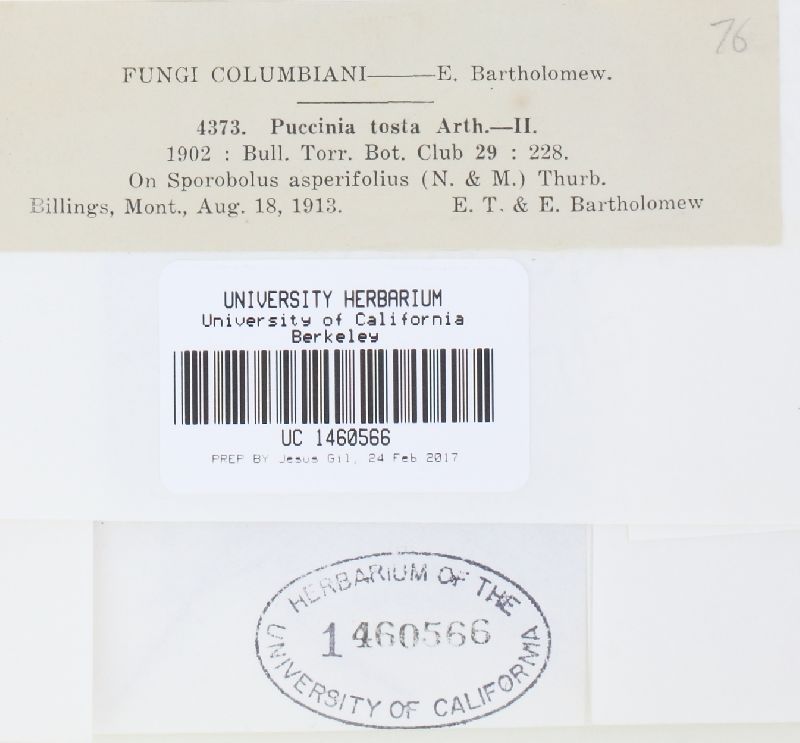 76
FUNGI COLUMBIANI——E. Bartholomew.
4373. Puccinia tosta Arth.—II.
1902 : Bull. Torr. Bot. Club 29 : 228.
On Sporobolus asperifolius (N. & M.) Thurb.
Billings, Mont., Aug. 18, 1913. E. T. & E. Bartholomew
UNIVERSITY HERBARIUM
University of California
Berkeley
UC 1460566
PREP BY Jesus Gil, 24 Feb 2017
HERBARIUM OF THE
1460566
UNIVERSITY OF CALIFORNIA